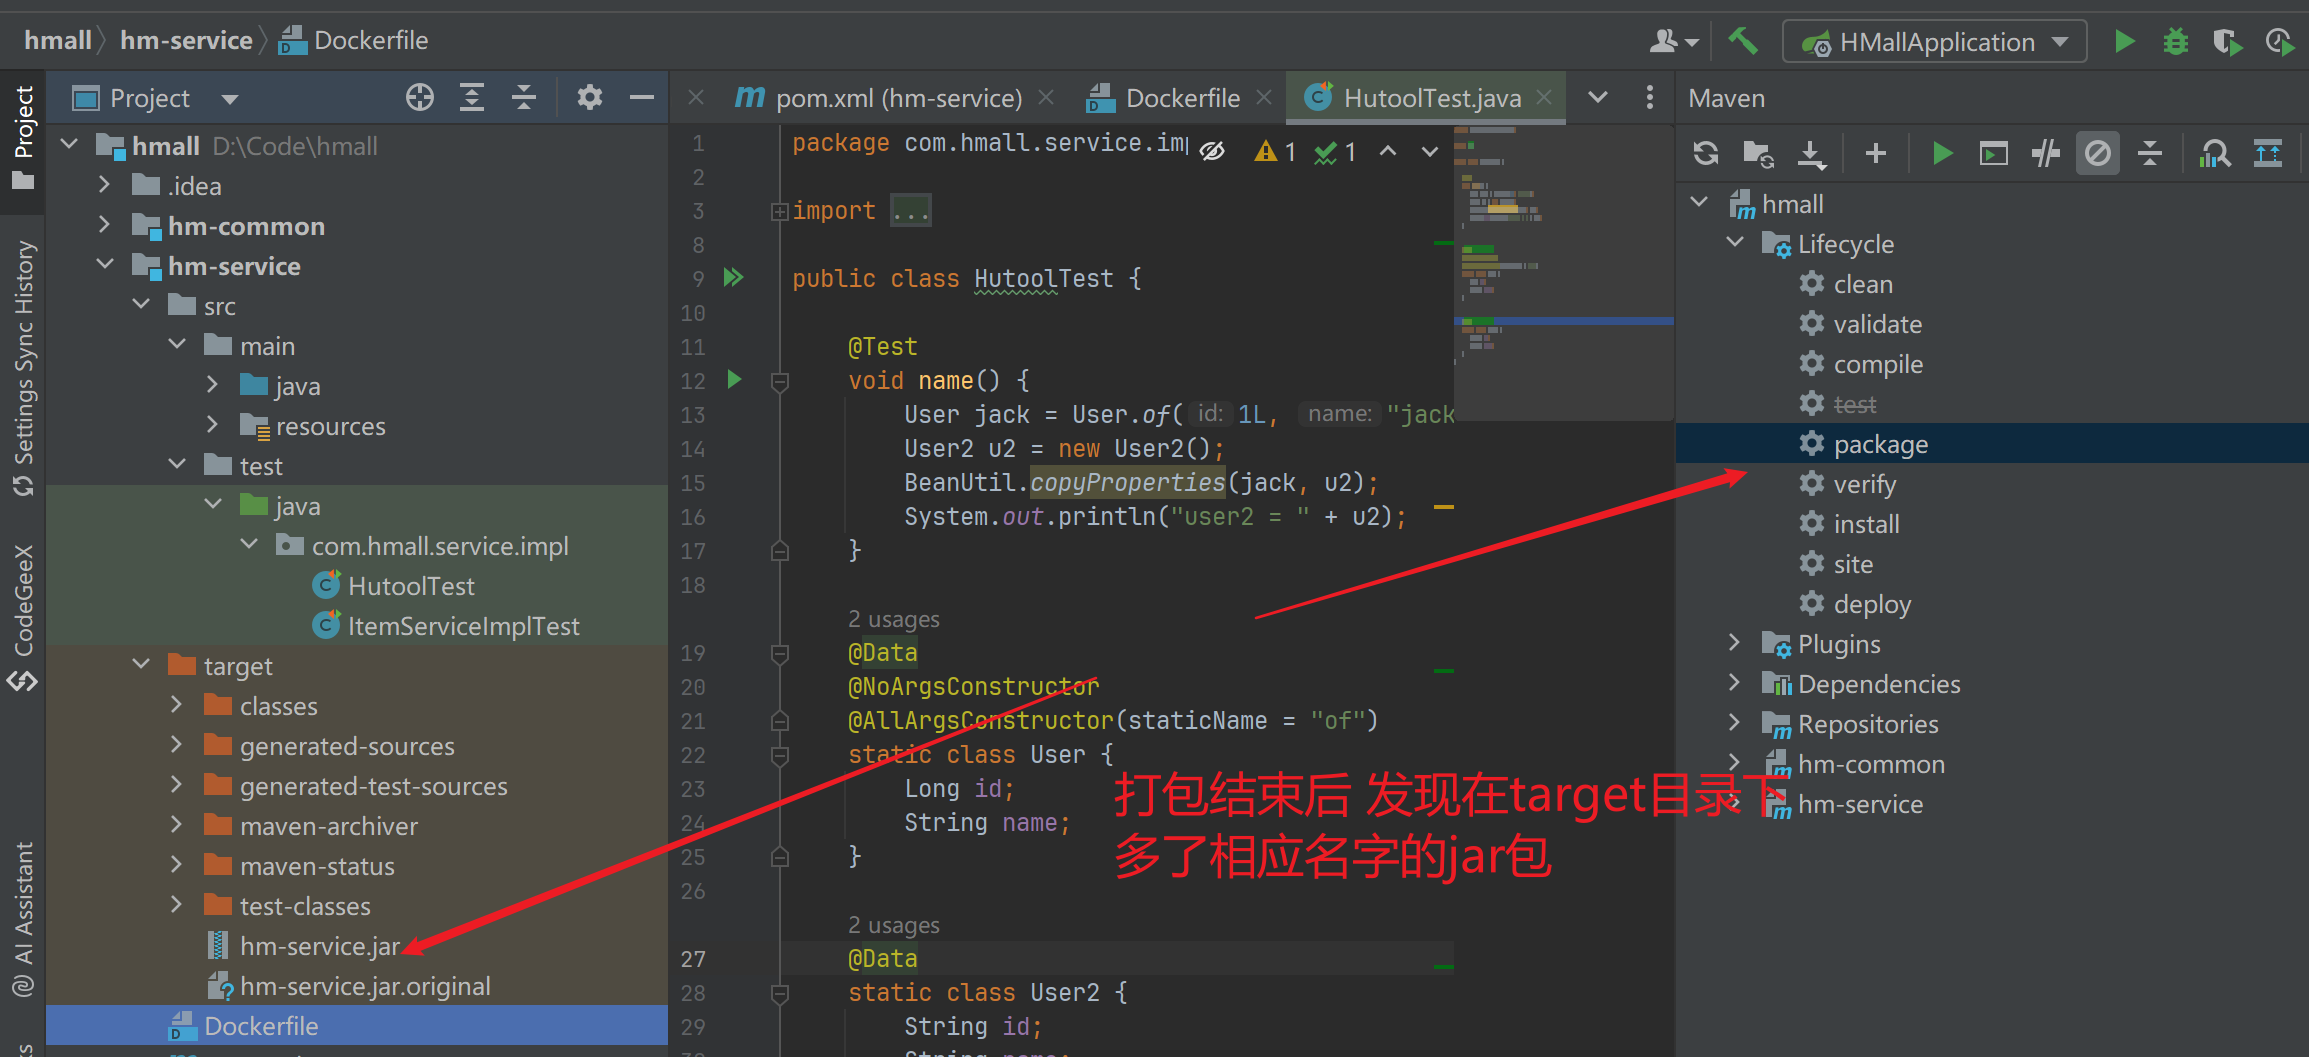 hmall hm-service Dockerfile
HMallApplication
Project
pom.xml (hm-service)
Dockerfile
HutoolTest.java
Maven
Project
Settings Sync History
CodeGeeX
AI Assistant
hmall D:\Code\hmall
.idea
hm-common
hm-service
src
main
java
resources
test
java
com.hmall.service.impl
HutoolTest
ItemServiceImplTest
target
classes
generated-sources
generated-test-sources
maven-archiver
maven-status
test-classes
hm-service.jar
hm-service.jar.original
Dockerfile
1 package com.hmall.service.imp
1 1
2
3 import ...
8
9 public class HutoolTest {
10
11 @Test
12 void name() {
13 User jack = User.of( id: 1L, name: "jack
14 User2 u2 = new User2();
15 BeanUtil.copyProperties(jack, u2);
16 System.out.println("user2 = " + u2);
17 }
18
2 usages
19 @Data
20 @NoArgsConstructor
21 @AllArgsConstructor(staticName = "of")
22 static class User {
23 Long id;
24 String name;
25 }
26
2 usages
27 @Data
28 static class User2 {
29 String id;
打包结束后 发现在target目录下
多了相应名字的jar包
hmall
Lifecycle
clean
validate
compile
test
package
verify
install
site
deploy
Plugins
Dependencies
Repositories
hm-common
hm-service